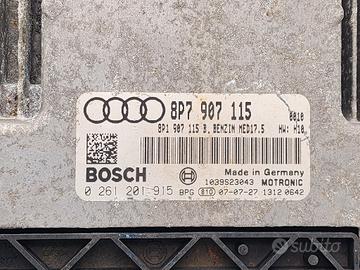 8P7 907 115
0010
8P1 907 115 B, BENZIN MED17.5 HW: H10
BOSCH
Made in Germany
1039S23043 MOTRONIC
0 261 201 915 BPG 07-07-27 1312 0642
subito